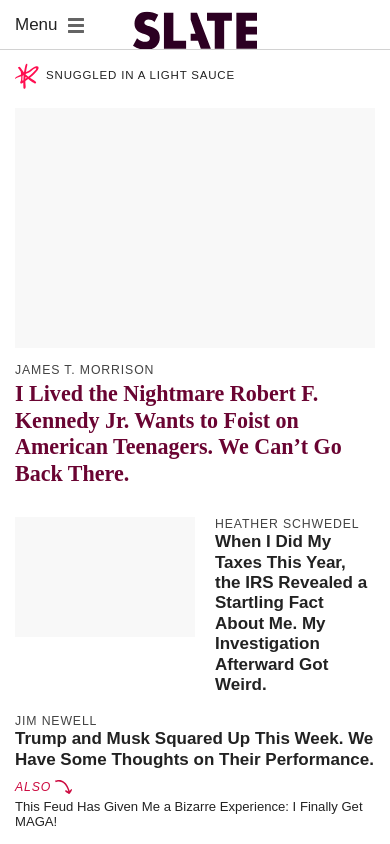 Menu
SLATE
SNUGGLED IN A LIGHT SAUCE
JAMES T. MORRISON
I Lived the Nightmare Robert F.
Kennedy Jr. Wants to Foist on
American Teenagers. We Can’t Go
Back There.
HEATHER SCHWEDEL
When I Did My
Taxes This Year,
the IRS Revealed a
Startling Fact
About Me. My
Investigation
Afterward Got
Weird.
JIM NEWELL
Trump and Musk Squared Up This Week. We
Have Some Thoughts on Their Performance.
ALSO
This Feud Has Given Me a Bizarre Experience: I Finally Get
MAGA!